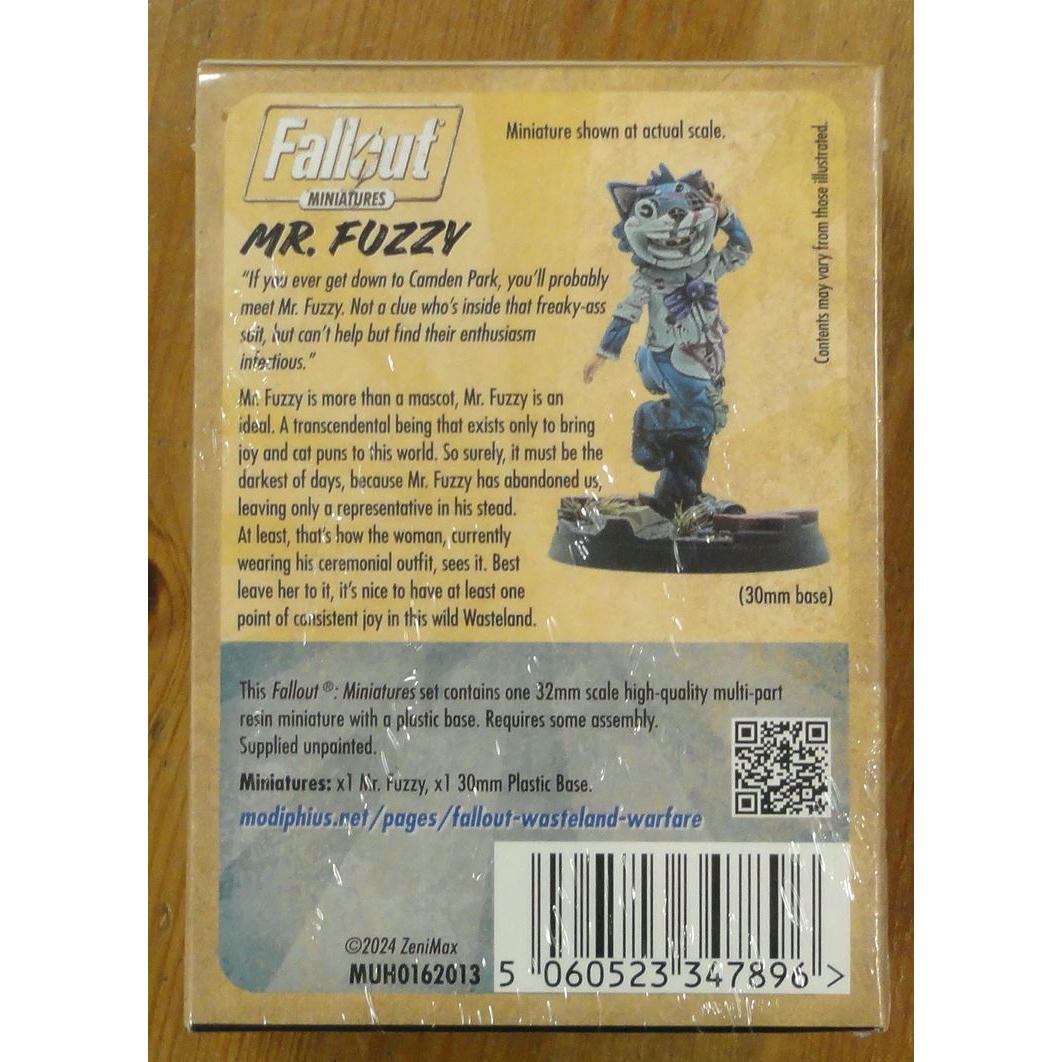 Fallout®
MINIATURES
Miniature shown at actual scale.
Contents may vary from those illustrated.
MR. FUZZY
"If you ever get down to Camden Park, you'll probably
meet Mr. Fuzzy. Not a clue who's inside that freaky-ass
suit, but can't help but find their enthusiasm
infectious."
Mr. Fuzzy is more than a mascot, Mr. Fuzzy is an
ideal. A transcendental being that exists only to bring
joy and cat puns to this world. So surely, it must be the
darkest of days, because Mr. Fuzzy has abandoned us,
leaving only a representative in his stead.
At least, that's how the woman, currently
wearing his ceremonial outfit, sees it. Best
leave her to it, it's nice to have at least one
point of consistent joy in this wild Wasteland.
(30mm base)
This Fallout ®: Miniatures set contains one 32mm scale high-quality multi-part
resin miniature with a plastic base. Requires some assembly.
Supplied unpainted.
Miniatures: x1 Mr. Fuzzy, x1 30mm Plastic Base.
modiphius.net/pages/fallout-wasteland-warfare
©2024 ZeniMax
MUH0162013
5 060523 347896 >